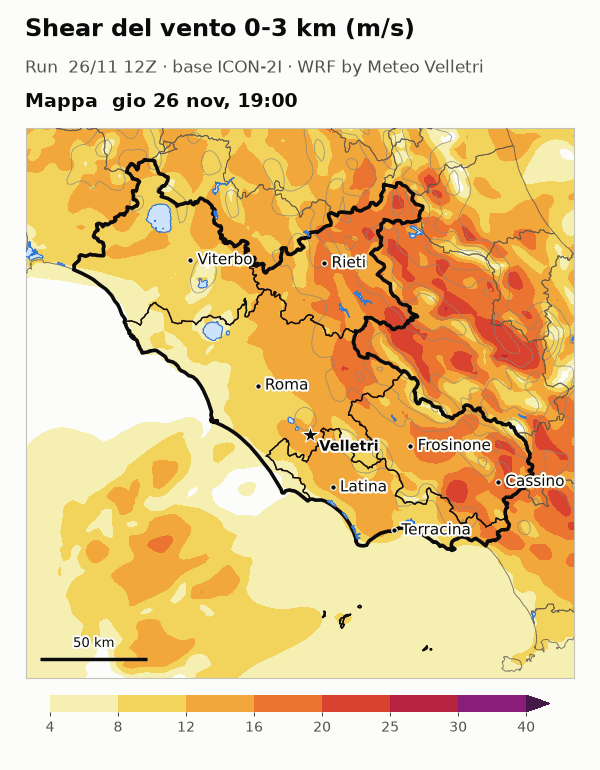 Shear del vento 0-3 km (m/s)
Run  26/11 12Z · base ICON-2I · WRF by Meteo Velletri
Mappa  gio 26 nov, 19:00
Viterbo
Rieti
Roma
Velletri
Frosinone
Latina
Cassino
Terracina
50 km
4 8 12 16 20 25 30 40